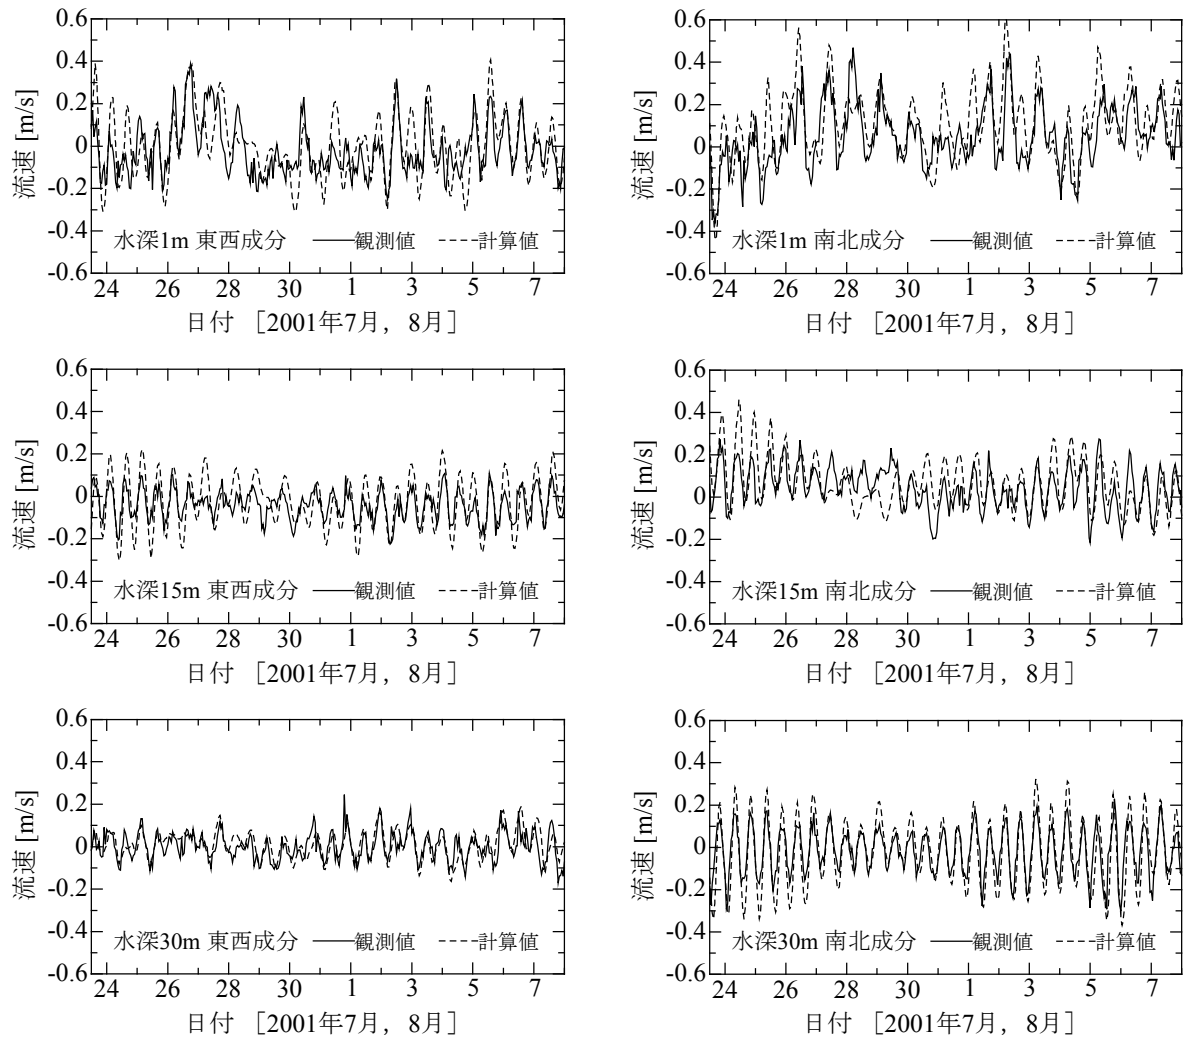 0.6
0.4
0.2
0
-0.2
-0.4
-0.6
流速 [m/s]
水深1m 東西成分 観測値 計算値
24 26 28 30 1 3 5 7
日付 [2001年7月, 8月]
0.6
0.4
0.2
0
-0.2
-0.4
-0.6
流速 [m/s]
水深1m 南北成分 観測値 計算値
24 26 28 30 1 3 5 7
日付 [2001年7月, 8月]
0.6
0.4
0.2
0
-0.2
-0.4
-0.6
流速 [m/s]
水深15m 東西成分 観測値 計算値
24 26 28 30 1 3 5 7
日付 [2001年7月, 8月]
0.6
0.4
0.2
0
-0.2
-0.4
-0.6
流速 [m/s]
水深15m 南北成分 観測値 計算値
24 26 28 30 1 3 5 7
日付 [2001年7月, 8月]
0.6
0.4
0.2
0
-0.2
-0.4
-0.6
流速 [m/s]
水深30m 東西成分 観測値 計算値
24 26 28 30 1 3 5 7
日付 [2001年7月, 8月]
0.6
0.4
0.2
0
-0.2
-0.4
-0.6
流速 [m/s]
水深30m 南北成分 観測値 計算値
24 26 28 30 1 3 5 7
日付 [2001年7月, 8月]